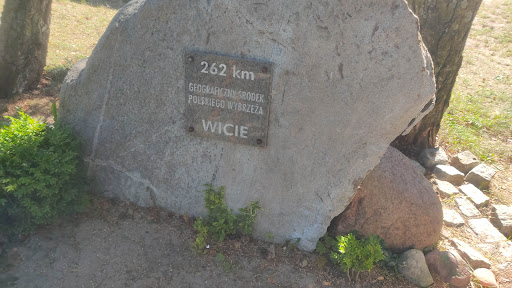 262 km
GEOGRAFICZNY ŚRODEK
POLSKIEGO WYBRZEŻA
WICIE